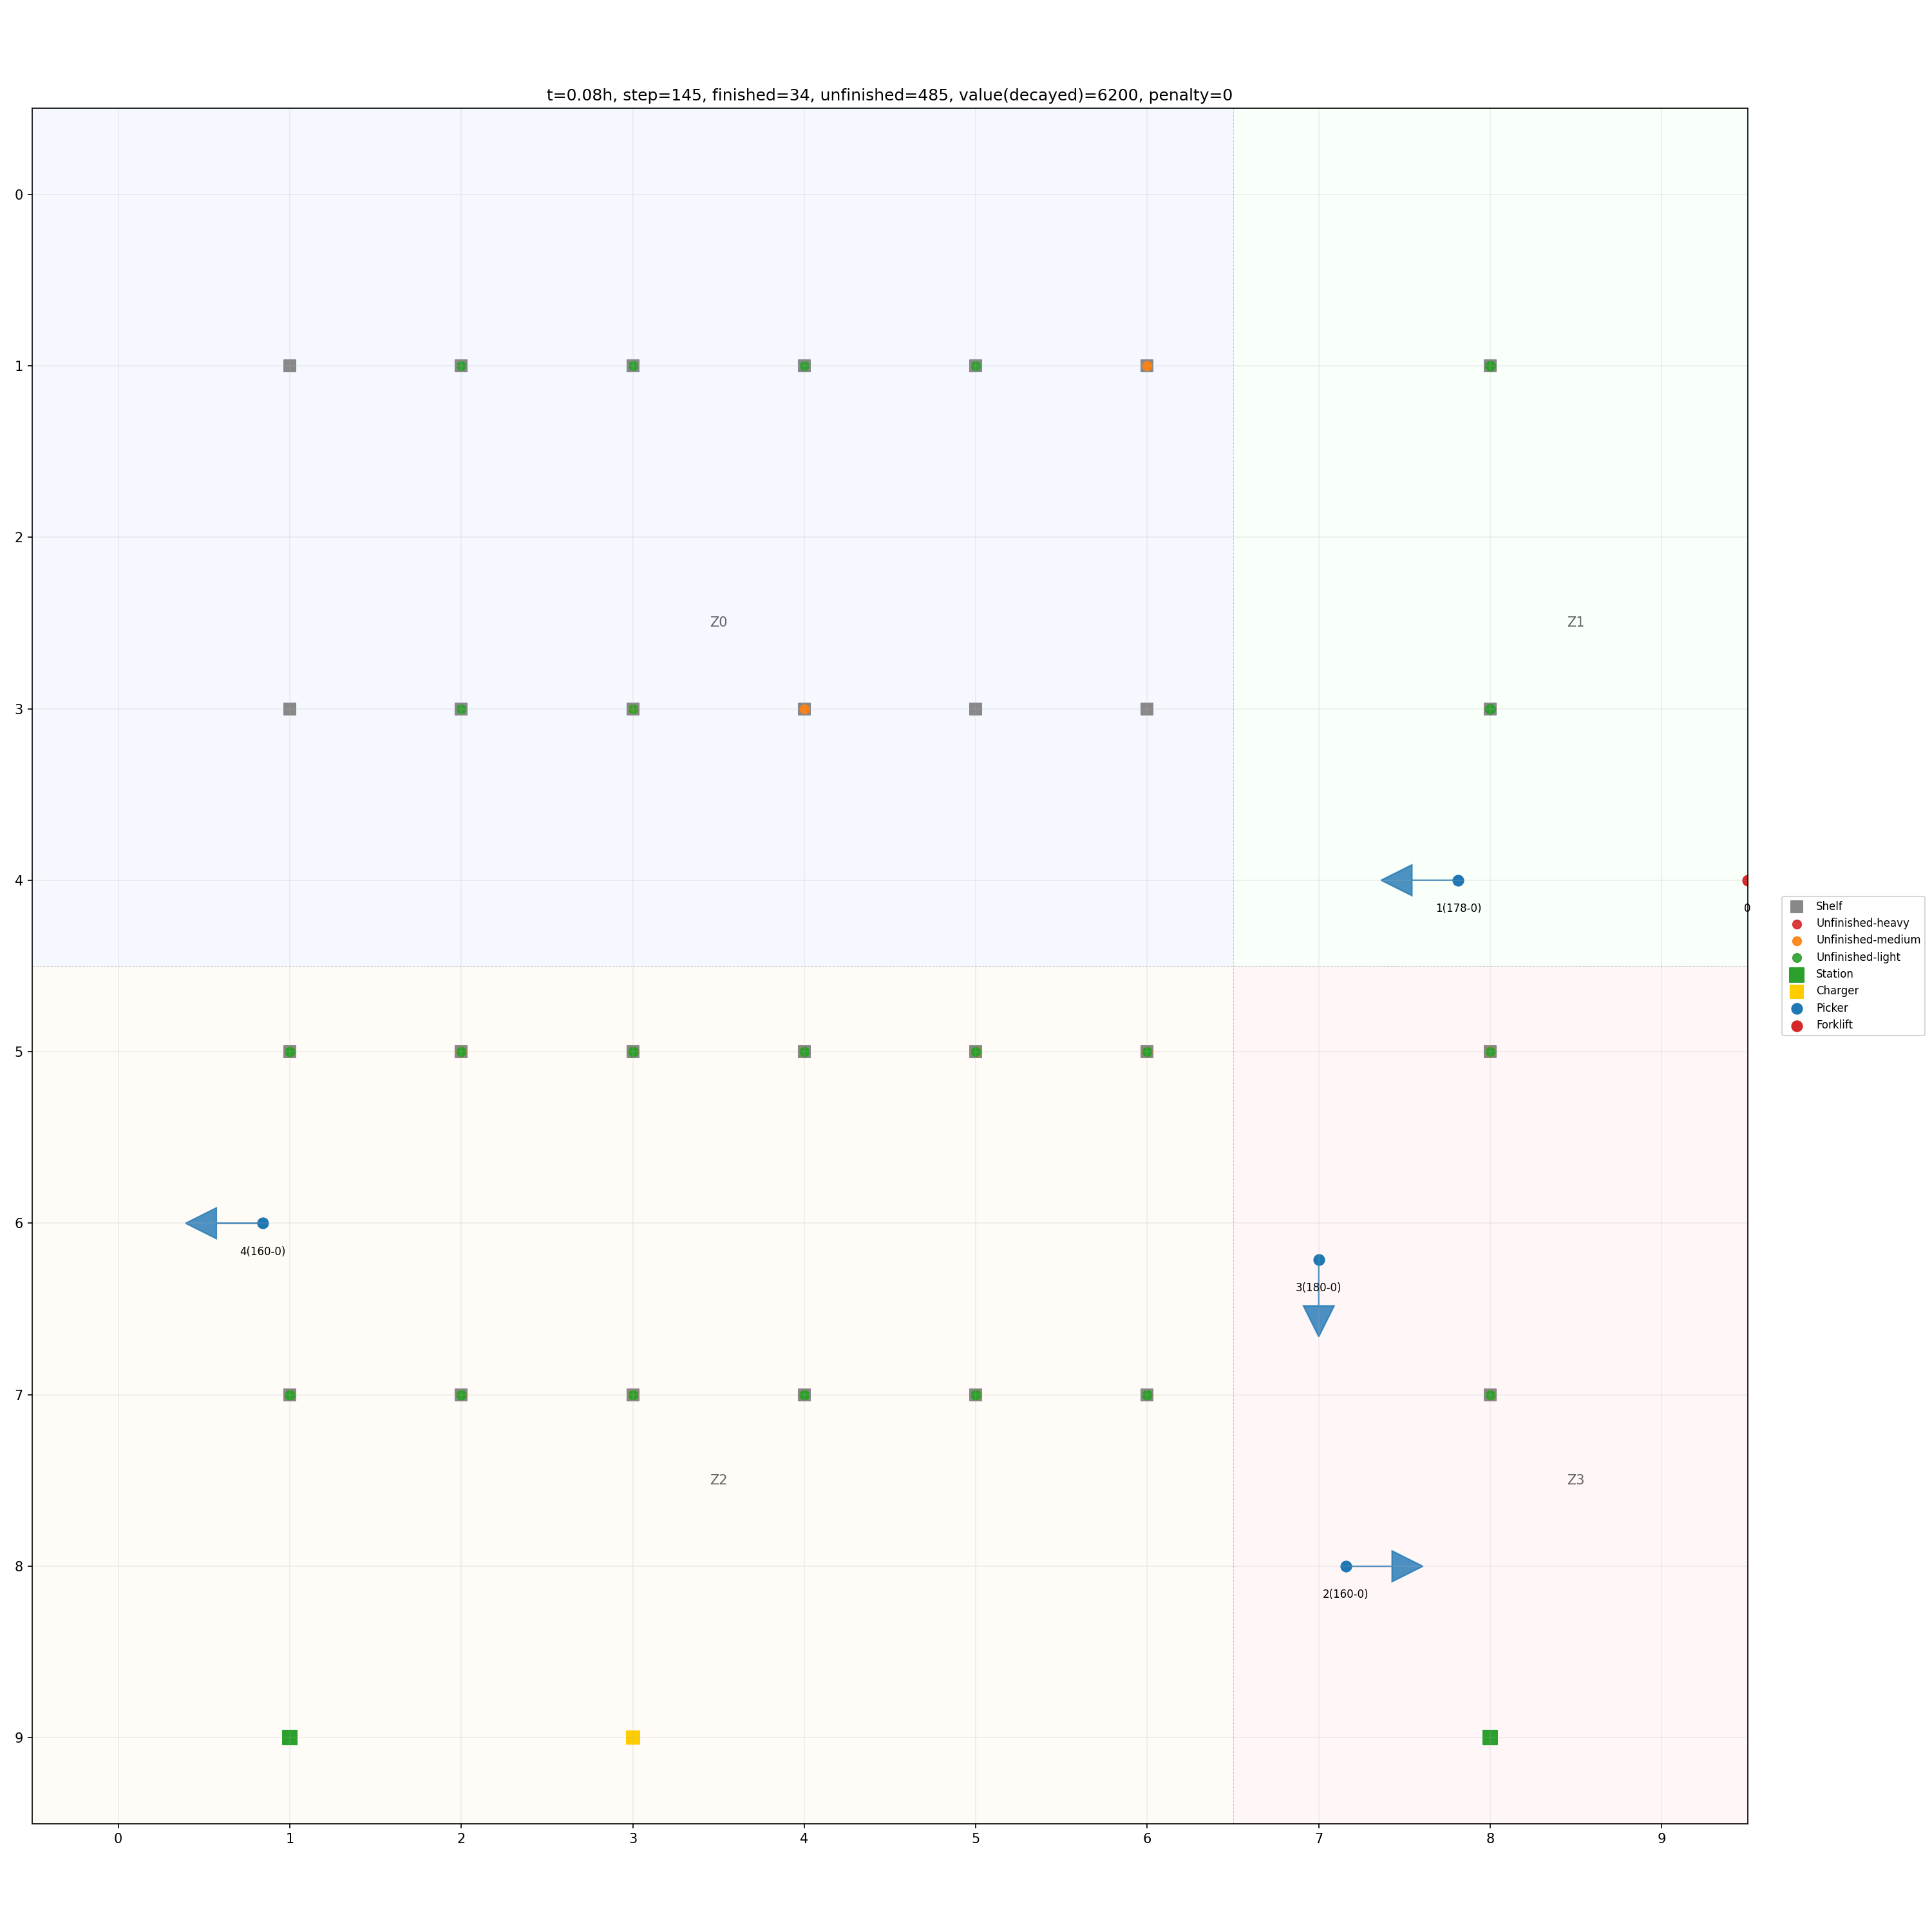 t=0.08h, step=145, finished=34, unfinished=485, value(decayed)=6200, penalty=0
0
1
2
Z0
Z1
3
4
1(178-0)
0
Shelf
Unfinished-heavy
Unfinished-medium
Unfinished-light
Station
Charger
Picker
Forklift
5
6
4(160-0)
3(180-0)
7
Z2
Z3
8
2(160-0)
9
0 1 2 3 4 5 6 7 8 9